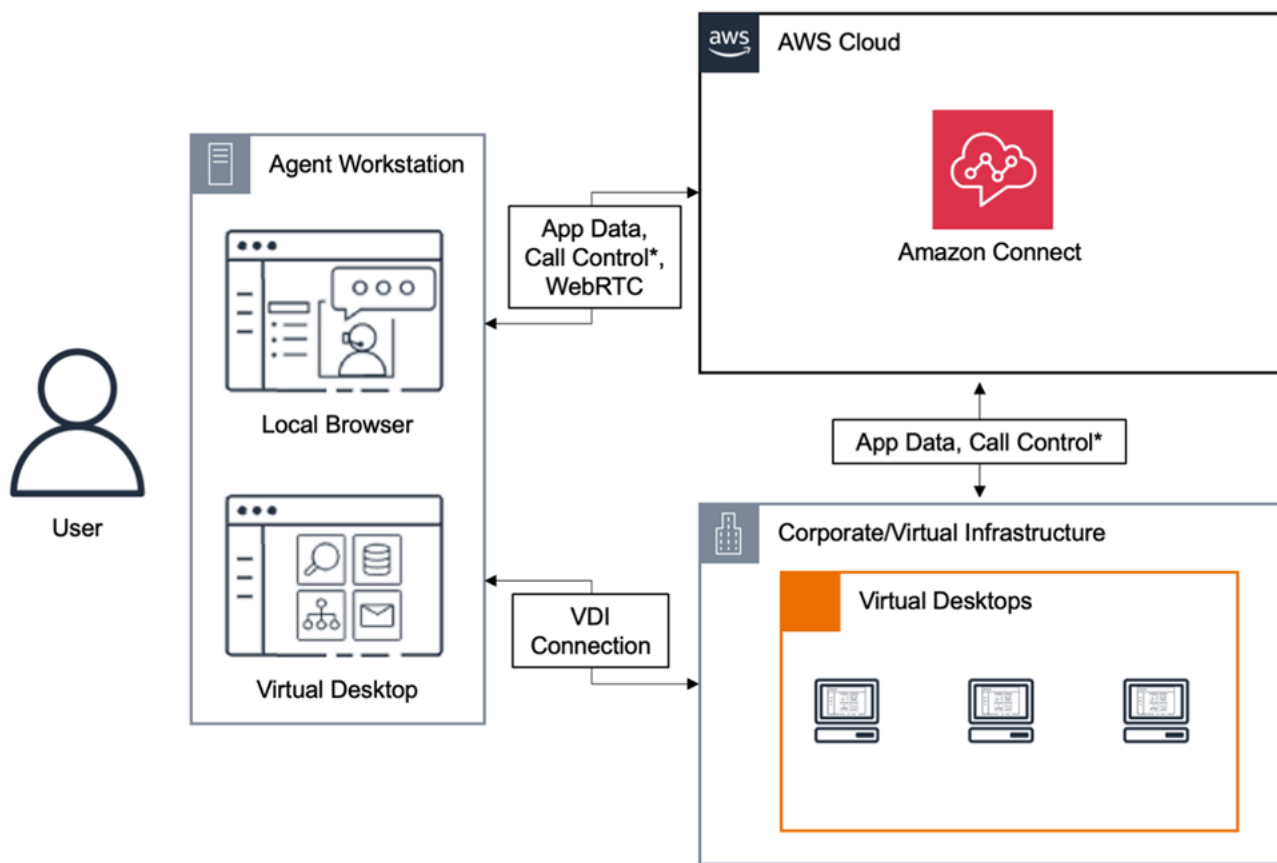 aws
AWS Cloud
Amazon Connect
Agent Workstation
App Data,
Call Control*,
WebRTC
Local Browser
User
App Data, Call Control*
Virtual Desktop
VDI
Connection
Corporate/Virtual Infrastructure
Virtual Desktops